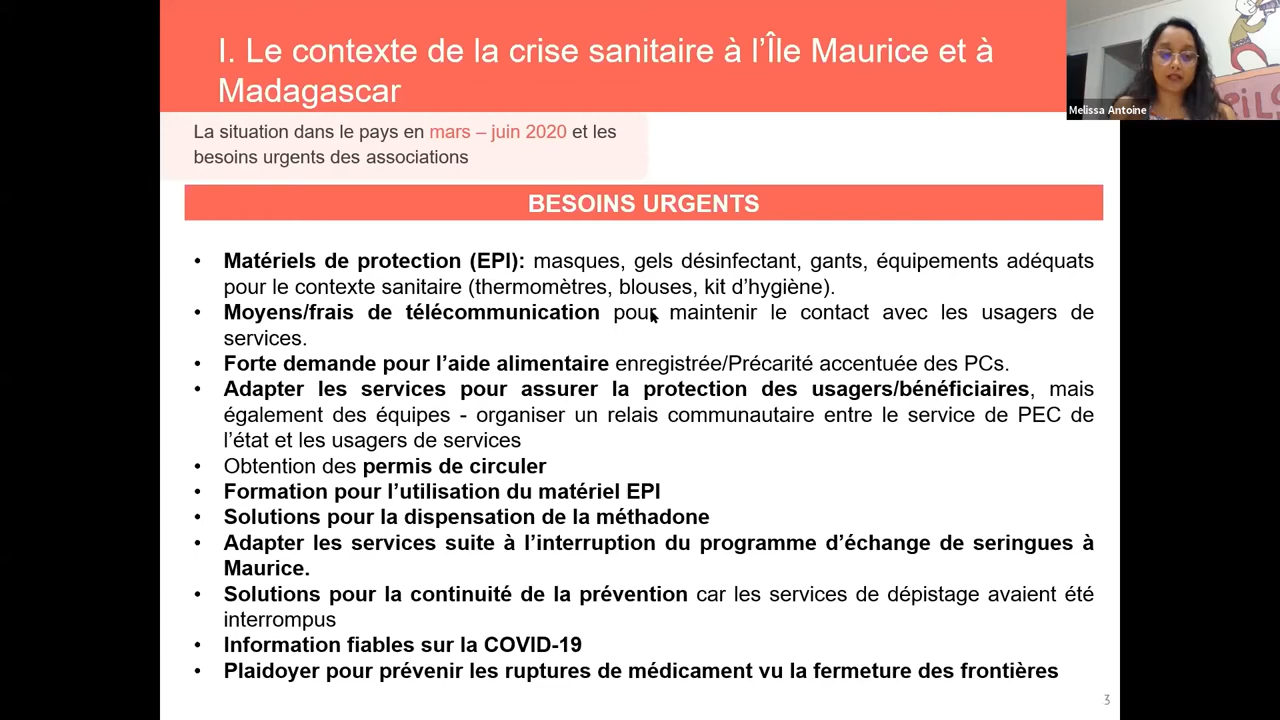 I. Le contexte de la crise sanitaire à l’Île Maurice et à
Madagascar
Melissa Antoine
La situation dans le pays en mars – juin 2020 et les
besoins urgents des associations
BESOINS URGENTS
• Matériels de protection (EPI): masques, gels désinfectant, gants, équipements adéquats
pour le contexte sanitaire (thermomètres, blouses, kit d’hygiène).
• Moyens/frais de télécommunication pour maintenir le contact avec les usagers de
services.
• Forte demande pour l’aide alimentaire enregistrée/Précarité accentuée des PCs.
• Adapter les services pour assurer la protection des usagers/bénéficiaires, mais
également des équipes - organiser un relais communautaire entre le service de PEC de
l’état et les usagers de services
• Obtention des permis de circuler
• Formation pour l’utilisation du matériel EPI
• Solutions pour la dispensation de la méthadone
• Adapter les services suite à l’interruption du programme d’échange de seringues à
Maurice.
• Solutions pour la continuité de la prévention car les services de dépistage avaient été
interrompus
• Information fiables sur la COVID-19
• Plaidoyer pour prévenir les ruptures de médicament vu la fermeture des frontières
3